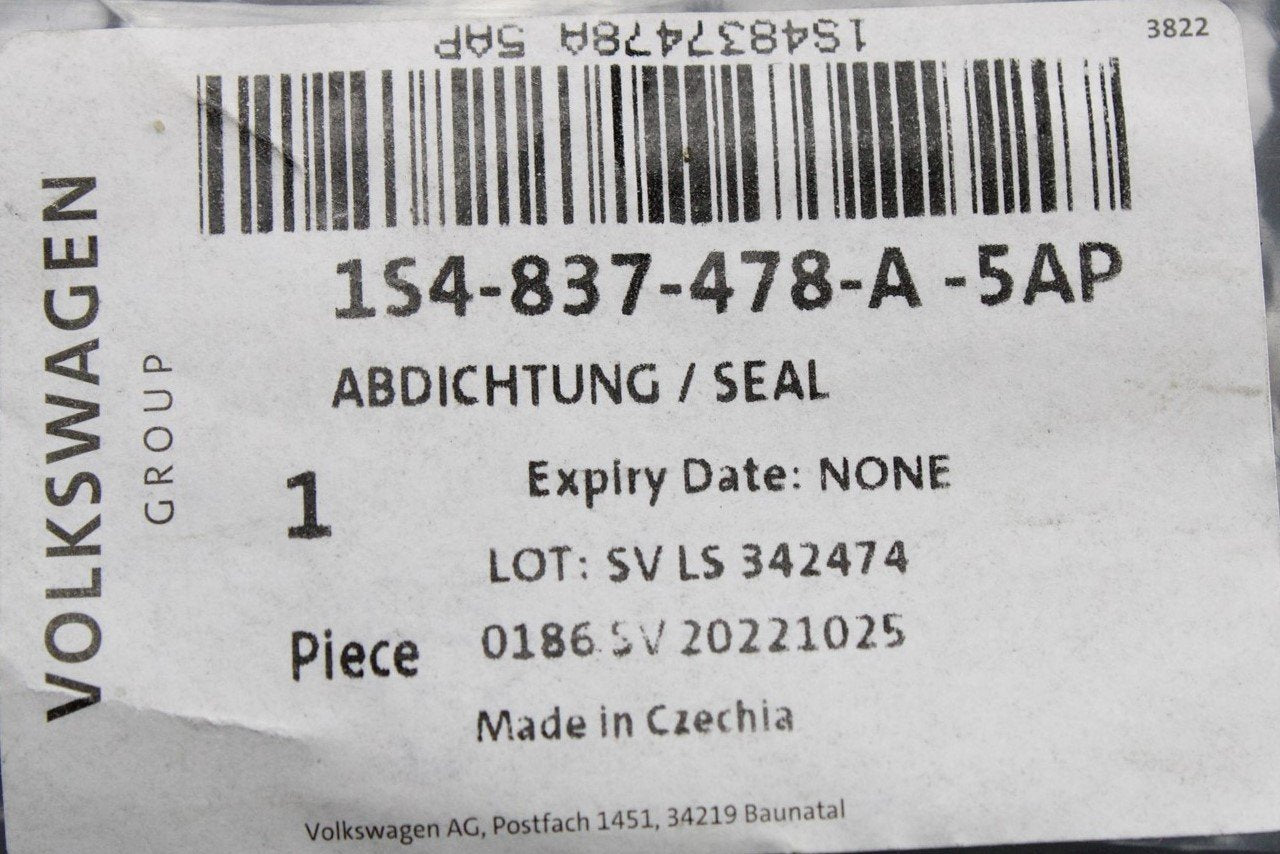 1S4837478A 5AP
3822
VOLKSWAGEN
GROUP
1S4-837-478-A -5AP
ABDICHTUNG / SEAL
1
Expiry Date: NONE
LOT: SV LS 342474
Piece
0186 SV 20221025
Made in Czechia
Volkswagen AG, Postfach 1451, 34219 Baunatal